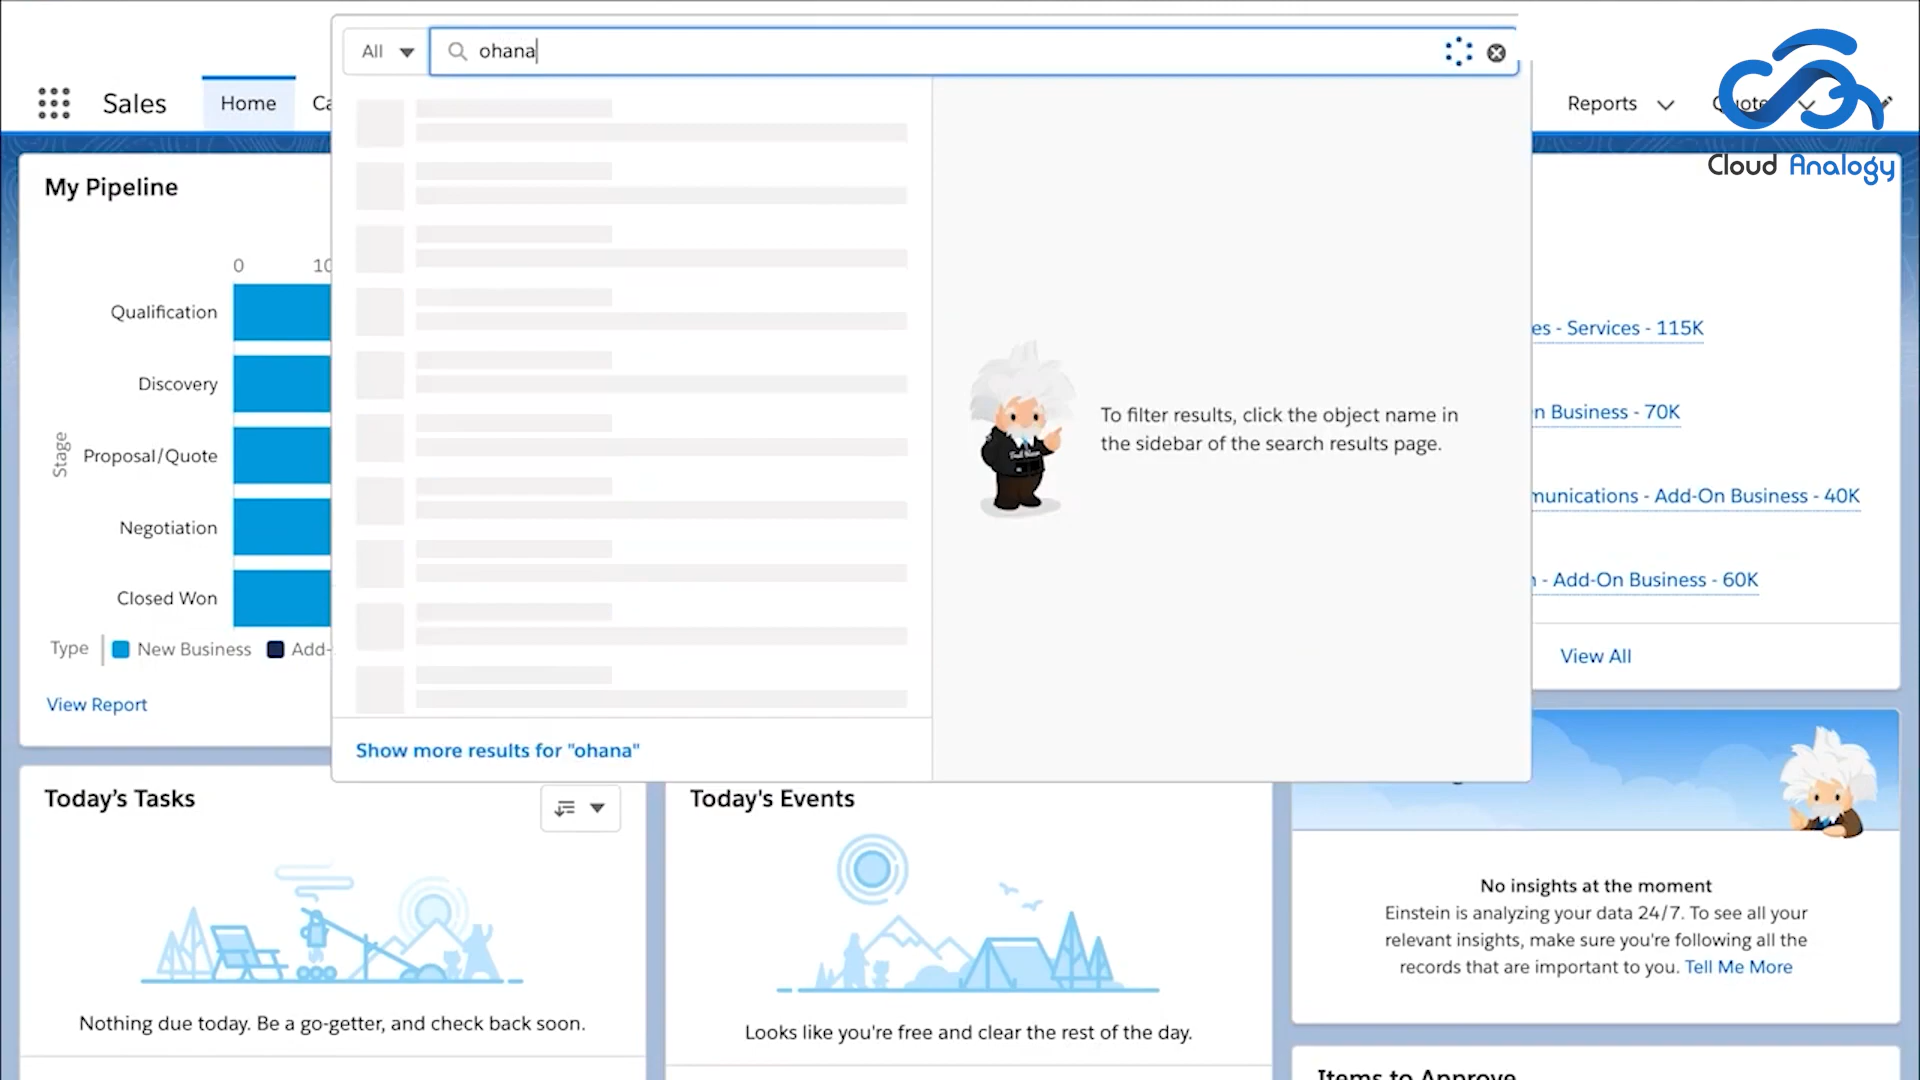 All
ohana
Sales
Home
Ca
Reports
Quote
Cloud Analogy
My Pipeline
0
10
Stage
Qualification
Discovery
Proposal/Quote
Negotiation
Closed Won
Type
New Business
Add-
View Report
To filter results, click the object name in
the sidebar of the search results page.
Show more results for "ohana"
es - Services - 115K
n Business - 70K
munications - Add-On Business - 40K
- Add-On Business - 60K
View All
Today's Tasks
Nothing due today. Be a go-getter, and check back soon.
Today's Events
Looks like you're free and clear the rest of the day.
No insights at the moment
Einstein is analyzing your data 24/7. To see all your
relevant insights, make sure you're following all the
records that are important to you. Tell Me More
Items to Approve